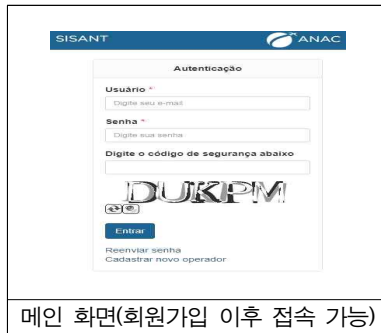 SISANT
ANAC
Autenticação
Usuário *
Digite seu e-mail
Senha *
Digite sua senha
Digite o código de segurança abaixo
DUKPM
Entrar
Reenviar senha
Cadastrar novo operador
메인 화면(회원가입 이후 접속 가능)